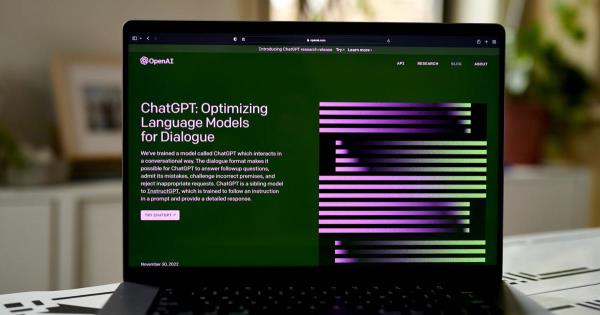 openai.com
Introducing ChatGPT research release Try↗ Learn more›
OpenAI
API RESEARCH BLOG ABOUT
ChatGPT: Optimizing
Language Models
for Dialogue
We've trained a model called ChatGPT which interacts in
a conversational way. The dialogue format makes it
possible for ChatGPT to answer followup questions,
admit its mistakes, challenge incorrect premises, and
reject inappropriate requests. ChatGPT is a sibling model
to InstructGPT, which is trained to follow an instruction
in a prompt and provide a detailed response.
TRY CHATGPT ↗
November 30, 2022